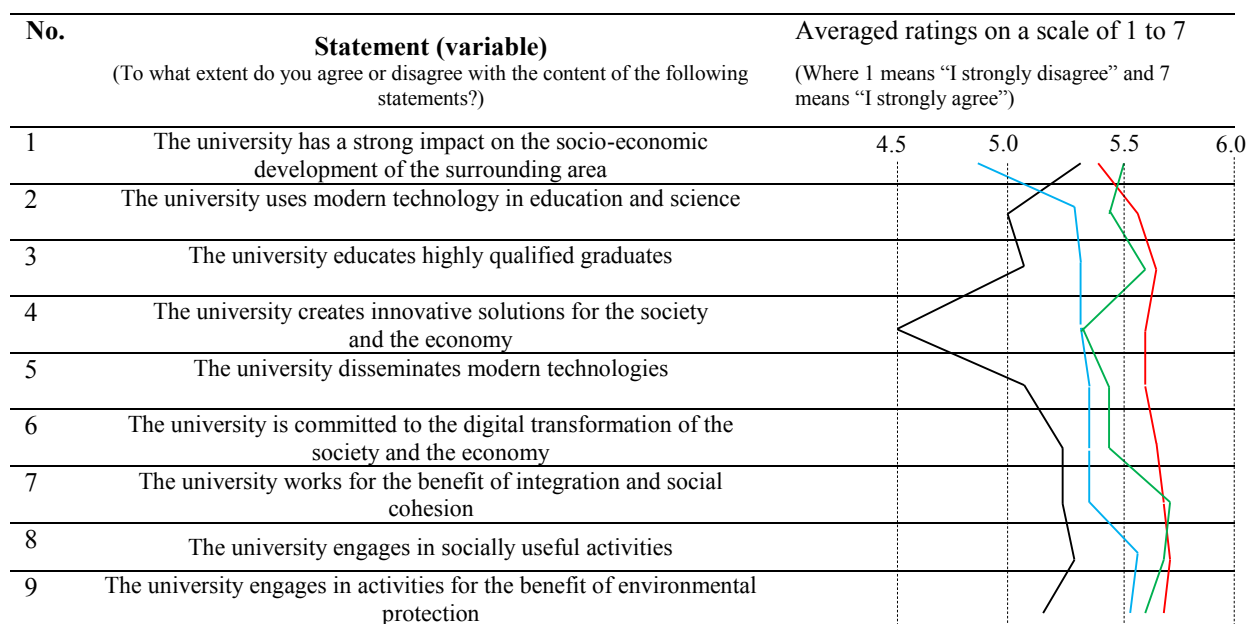 No.
Statement (variable)
(To what extent do you agree or disagree with the content of the following
statements?)
Averaged ratings on a scale of 1 to 7
(Where 1 means “I strongly disagree” and 7
means “I strongly agree”)
1
The university has a strong impact on the socio-economic
development of the surrounding area
4.5 5.0 5.5 6.0
2
The university uses modern technology in education and science
3
The university educates highly qualified graduates
4
The university creates innovative solutions for the society
and the economy
5
The university disseminates modern technologies
6
The university is committed to the digital transformation of the
society and the economy
7
The university works for the benefit of integration and social
cohesion
8
The university engages in socially useful activities
9
The university engages in activities for the benefit of environmental
protection